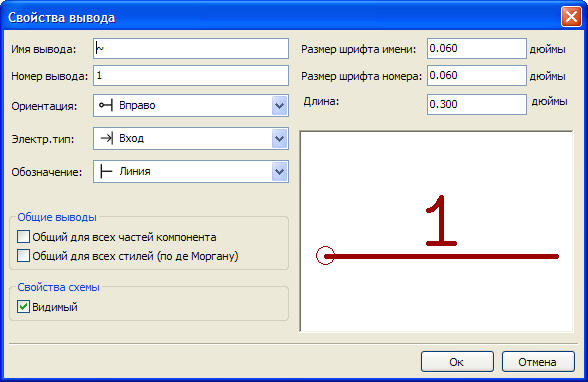 Свойства вывода
Имя вывода: ~
Размер шрифта имени: 0.060 дюймы
Номер вывода: 1
Размер шрифта номера: 0.060 дюймы
Ориентация: Вправо
Длина: 0.300 дюймы
Электр.тип: Вход
Обозначение: Линия
1
Общие выводы
Общий для всех частей компонента
Общий для всех стилей (по де Моргану)
Свойства схемы
Видимый
Ок
Отмена